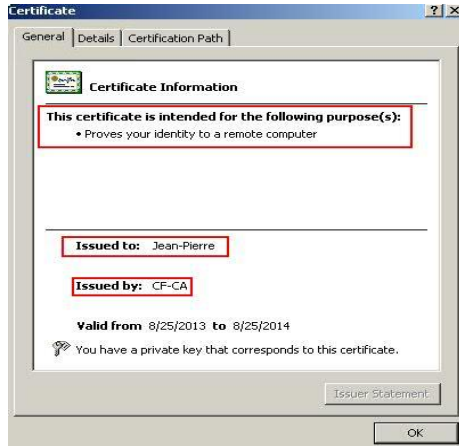 Certificate
General Details Certification Path
Certificate Information
This certificate is intended for the following purpose(s):
• Proves your identity to a remote computer
Issued to: Jean-Pierre
Issued by: CF-CA
Valid from 8/25/2013 to 8/25/2014
You have a private key that corresponds to this certificate.
Issuer Statement
OK